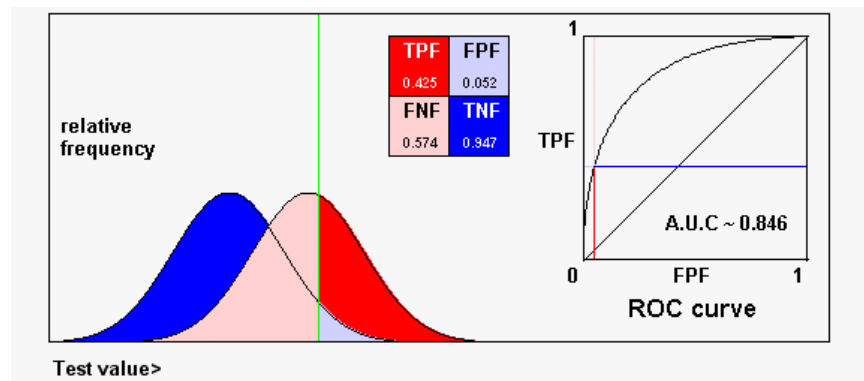 TPF FPF
0.425 0.052
FNF TNF
0.574 0.947
relative
frequency
Test value>
1
TPF
A.U.C ~ 0.846
0 FPF 1
ROC curve